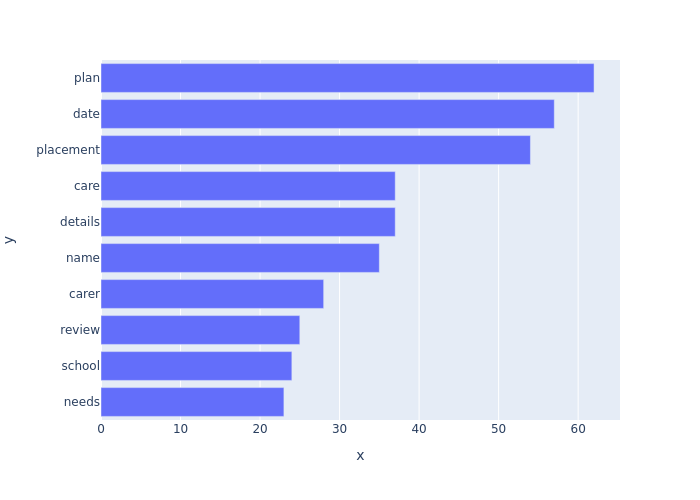 plan
date
placement
care
details
name
carer
review
school
needs
0 10 20 30 40 50 60
x
y